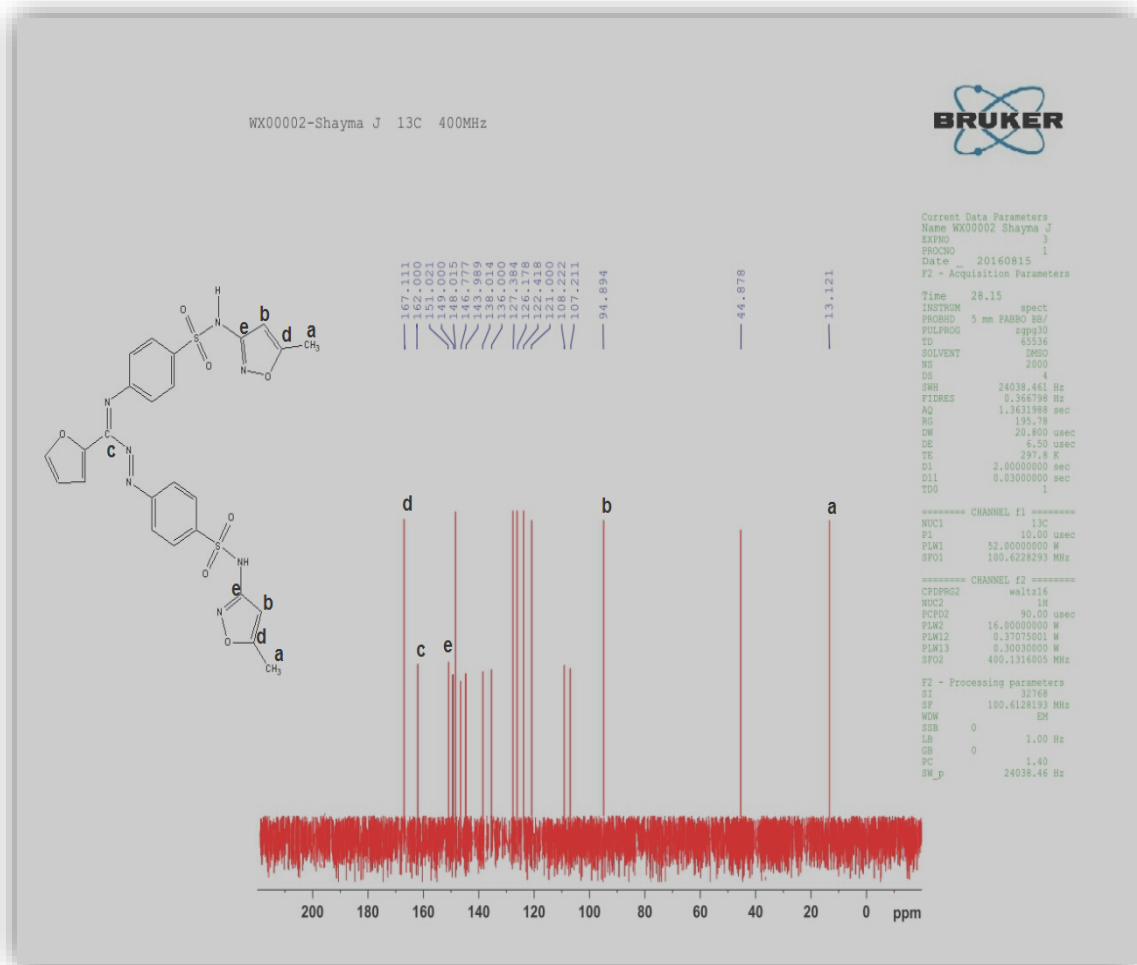 BRUKER
WX00002-Shayma J 13C 400MHz
Current Data Parameters
Name WX00002 Shayma J
EXPNO 3
PROCNO 1
Date _ 20160815
F2 - Acquisition Parameters
Time 28.15
INSTRUM spect
PROBHD 5 mm PABBO BB/
PULPROG zgpg30
TD 65536
SOLVENT DMSO
NS 2000
DS 4
SWH 24038.461 Hz
FIDRES 0.366798 Hz
AQ 1.3631988 sec
RG 195.78
DW 20.800 usec
DE 6.50 usec
TE 297.8 K
D1 2.00000000 sec
D11 0.03000000 sec
TD0 1
======== CHANNEL f1 ========
NUC1 13C
P1 10.00 usec
PLW1 52.00000000 W
SFO1 100.6228293 MHz
======== CHANNEL f2 ========
CPDPRG2 waltz16
NUC2 1H
PCPD2 90.00 usec
PLW2 16.00000000 W
PLW12 0.37075001 W
PLW13 0.30030000 W
SFO2 400.1316005 MHz
F2 - Processing parameters
SI 32768
SF 100.6128193 MHz
WDW EM
SSB 0
LB 1.00 Hz
GB 0
PC 1.40
SW_p 24038.46 Hz
167.111
162.000
151.021
149.000
148.015
146.777
143.989
138.014
136.000
127.384
126.178
122.418
121.000
108.222
107.211
94.894
44.878
13.121
H
O
N
e
b
S
d
a
CH3
O
N
O
N
O
C
c
N
N
O
S
NH
O
e
N
b
O
d
a
CH3
d
b
a
c
e
200 180 160 140 120 100 80 60 40 20 0 ppm